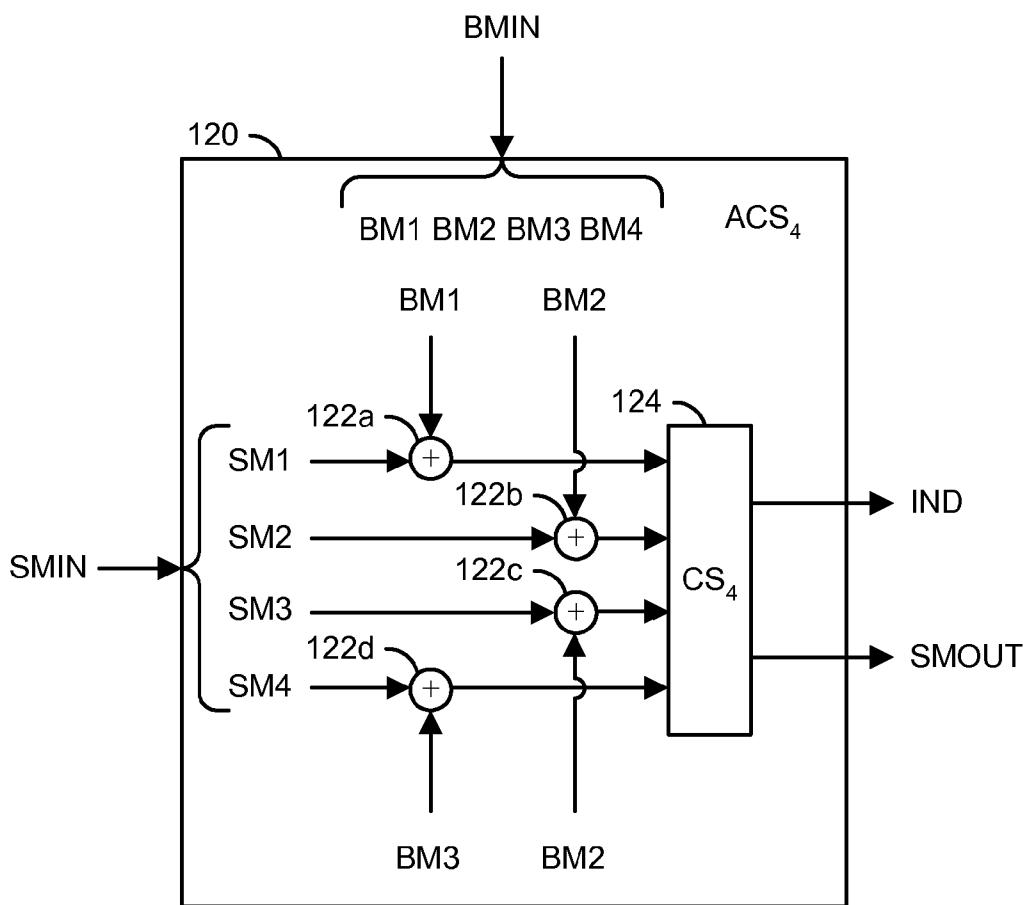 BMIN
120
BM1 BM2 BM3 BM4
ACS4
BM1
BM2
122a
124
SM1
122b
SM2
IND
SMIN
122c
CS4
SM3
122d
SMOUT
SM4
BM3
BM2